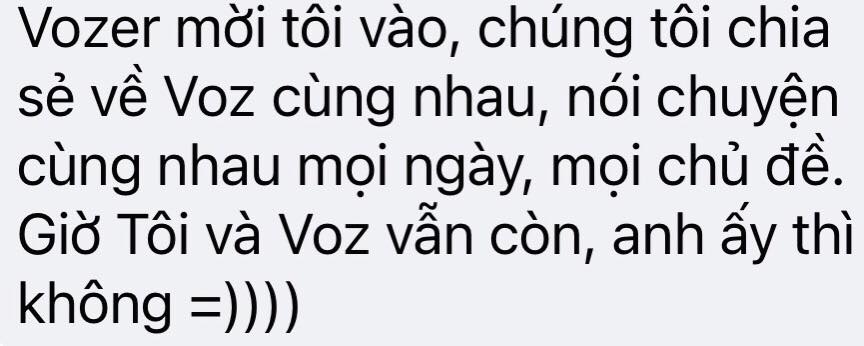 Vozer mời tôi vào, chúng tôi chia
sẻ về Voz cùng nhau, nói chuyện
cùng nhau mọi ngày, mọi chủ đề.
Giờ Tôi và Voz vẫn còn, anh ấy thì
không =))))